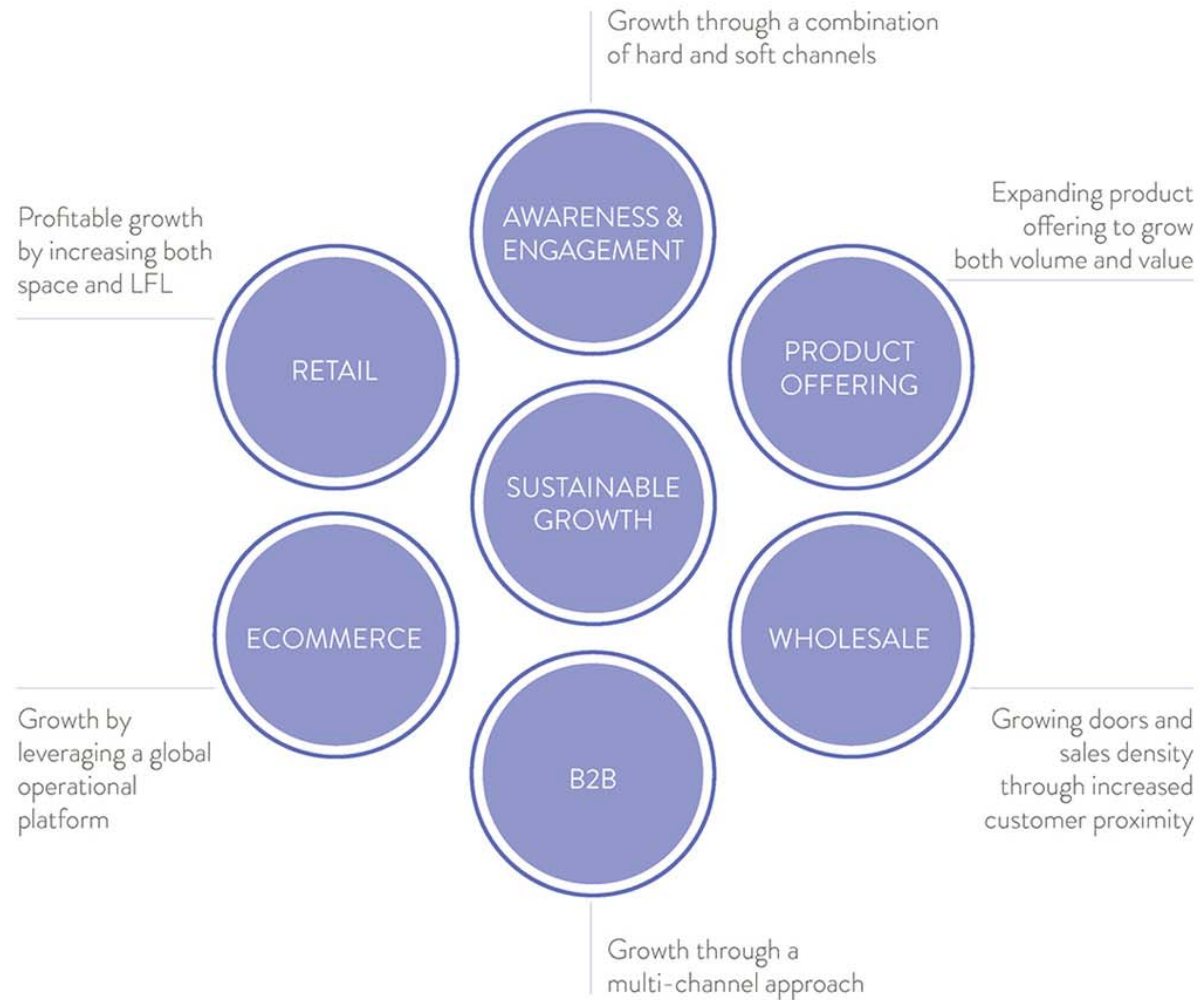 Growth through a combination
of hard and soft channels
AWARENESS &
ENGAGEMENT
Profitable growth
by increasing both
space and LFL
RETAIL
Expanding product
offering to grow
both volume and value
PRODUCT
OFFERING
SUSTAINABLE
GROWTH
ECOMMERCE
Growth by
leveraging a global
operational
platform
WHOLESALE
Growing doors and
sales density
through increased
customer proximity
B2B
Growth through a
multi-channel approach